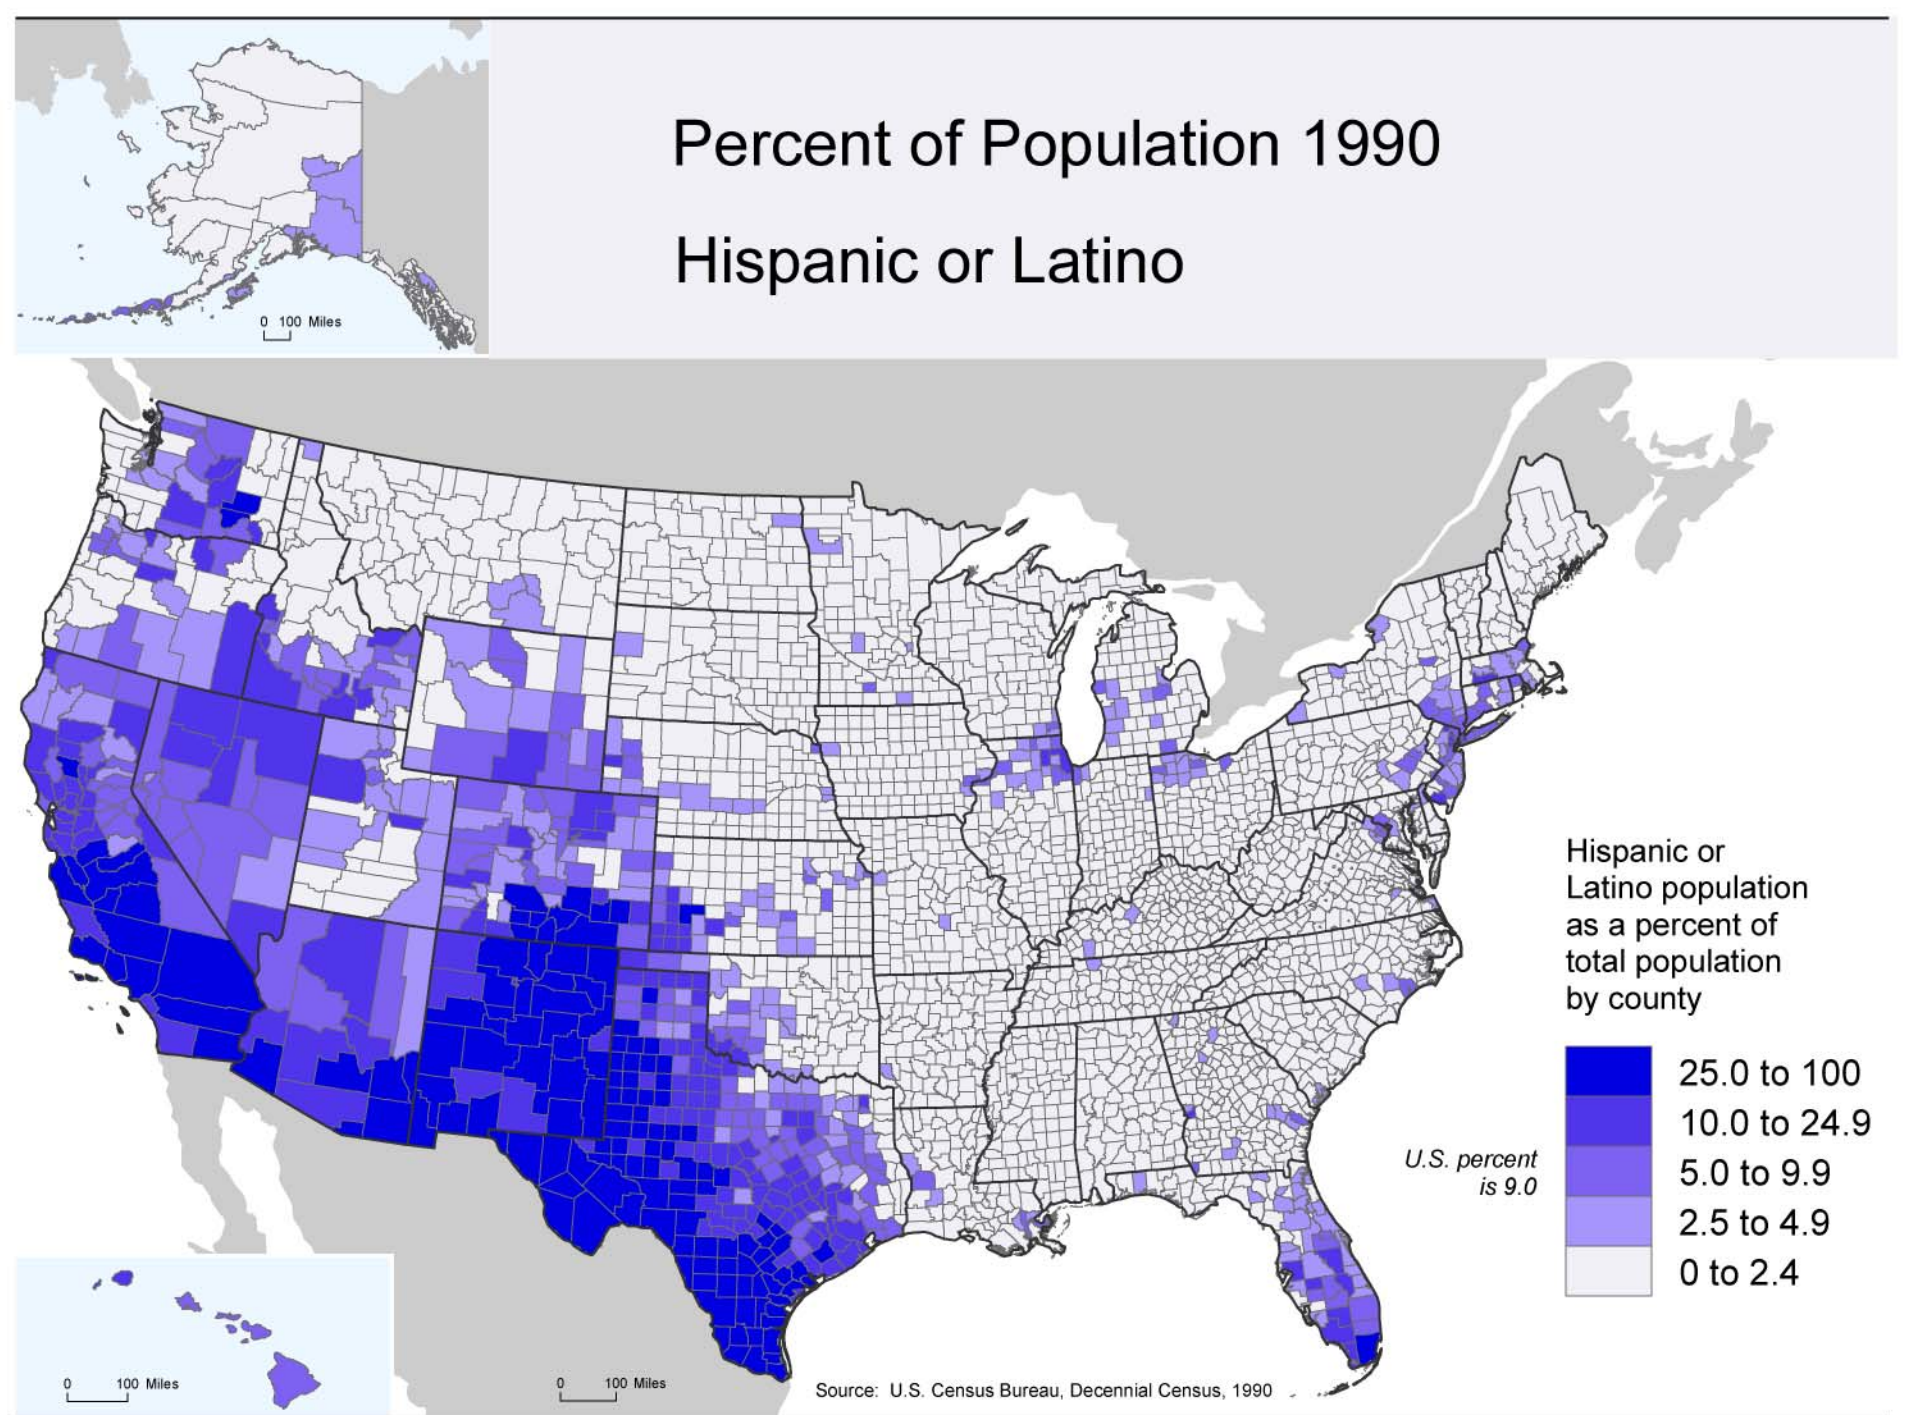 Percent of Population 1990
Hispanic or Latino
0 100 Miles
Hispanic or
Latino population
as a percent of
total population
by county
25.0 to 100
10.0 to 24.9
5.0 to 9.9
2.5 to 4.9
0 to 2.4
U.S. percent
is 9.0
0 100 Miles
0 100 Miles
Source: U.S. Census Bureau, Decennial Census, 1990